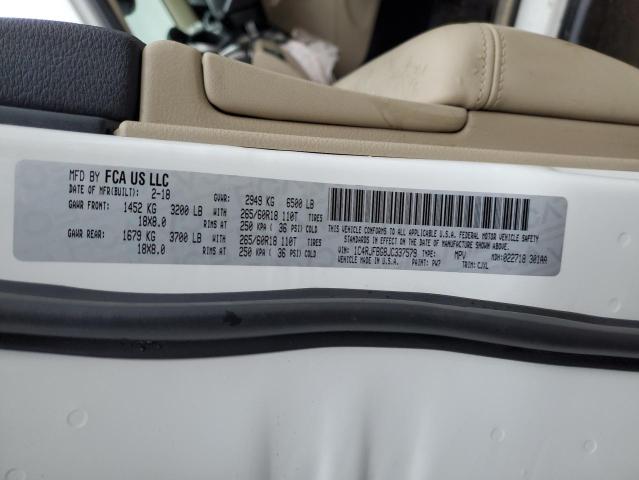 MFD BY FCA US LLC
DATE OF MFR(BUILT): 2-18 GVWR: 2949 KG 6500 LB
GAWR FRONT: 1452 KG 3200 LB WITH 265/60R18 110T TIRES
18X8.0 RIMS AT 250 KPA ( 36 PSI) COLD
GAWR REAR: 1679 KG 3700 LB WITH 265/60R18 110T TIRES
18X8.0 RIMS AT 250 KPA ( 36 PSI) COLD
THIS VEHICLE CONFORMS TO ALL APPLICABLE U.S.A. FEDERAL MOTOR VEHICLE SAFETY
STANDARDS IN EFFECT ON THE DATE OF MANUFACTURE SHOWN ABOVE.
VIN: 1C4RJFBG8JC337579 TYPE: MPV MDH:022718 301AA
VEHICLE MADE IN U.S.A. PAINT: PW7 TRIM: CJXL